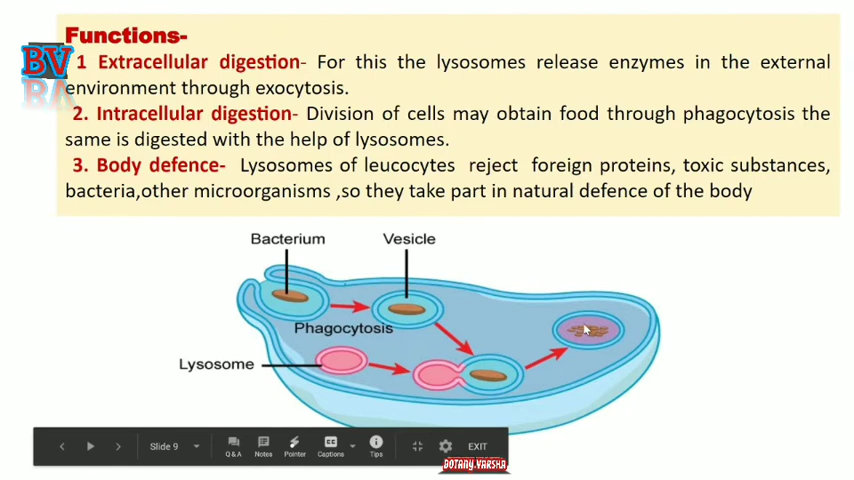 Functions-
BV
1 Extracellular digestion- For this the lysosomes release enzymes in the external
environment through exocytosis.
2. Intracellular digestion- Division of cells may obtain food through phagocytosis the
same is digested with the help of lysosomes.
3. Body defence- Lysosomes of leucocytes reject foreign proteins, toxic substances,
bacteria,other microorganisms ,so they take part in natural defence of the body
Bacterium Vesicle
Phagocytosis
Lysosome
Slide 9 Q&A Notes Pointer Captions Tips EXIT
BOTANY.VARSHA